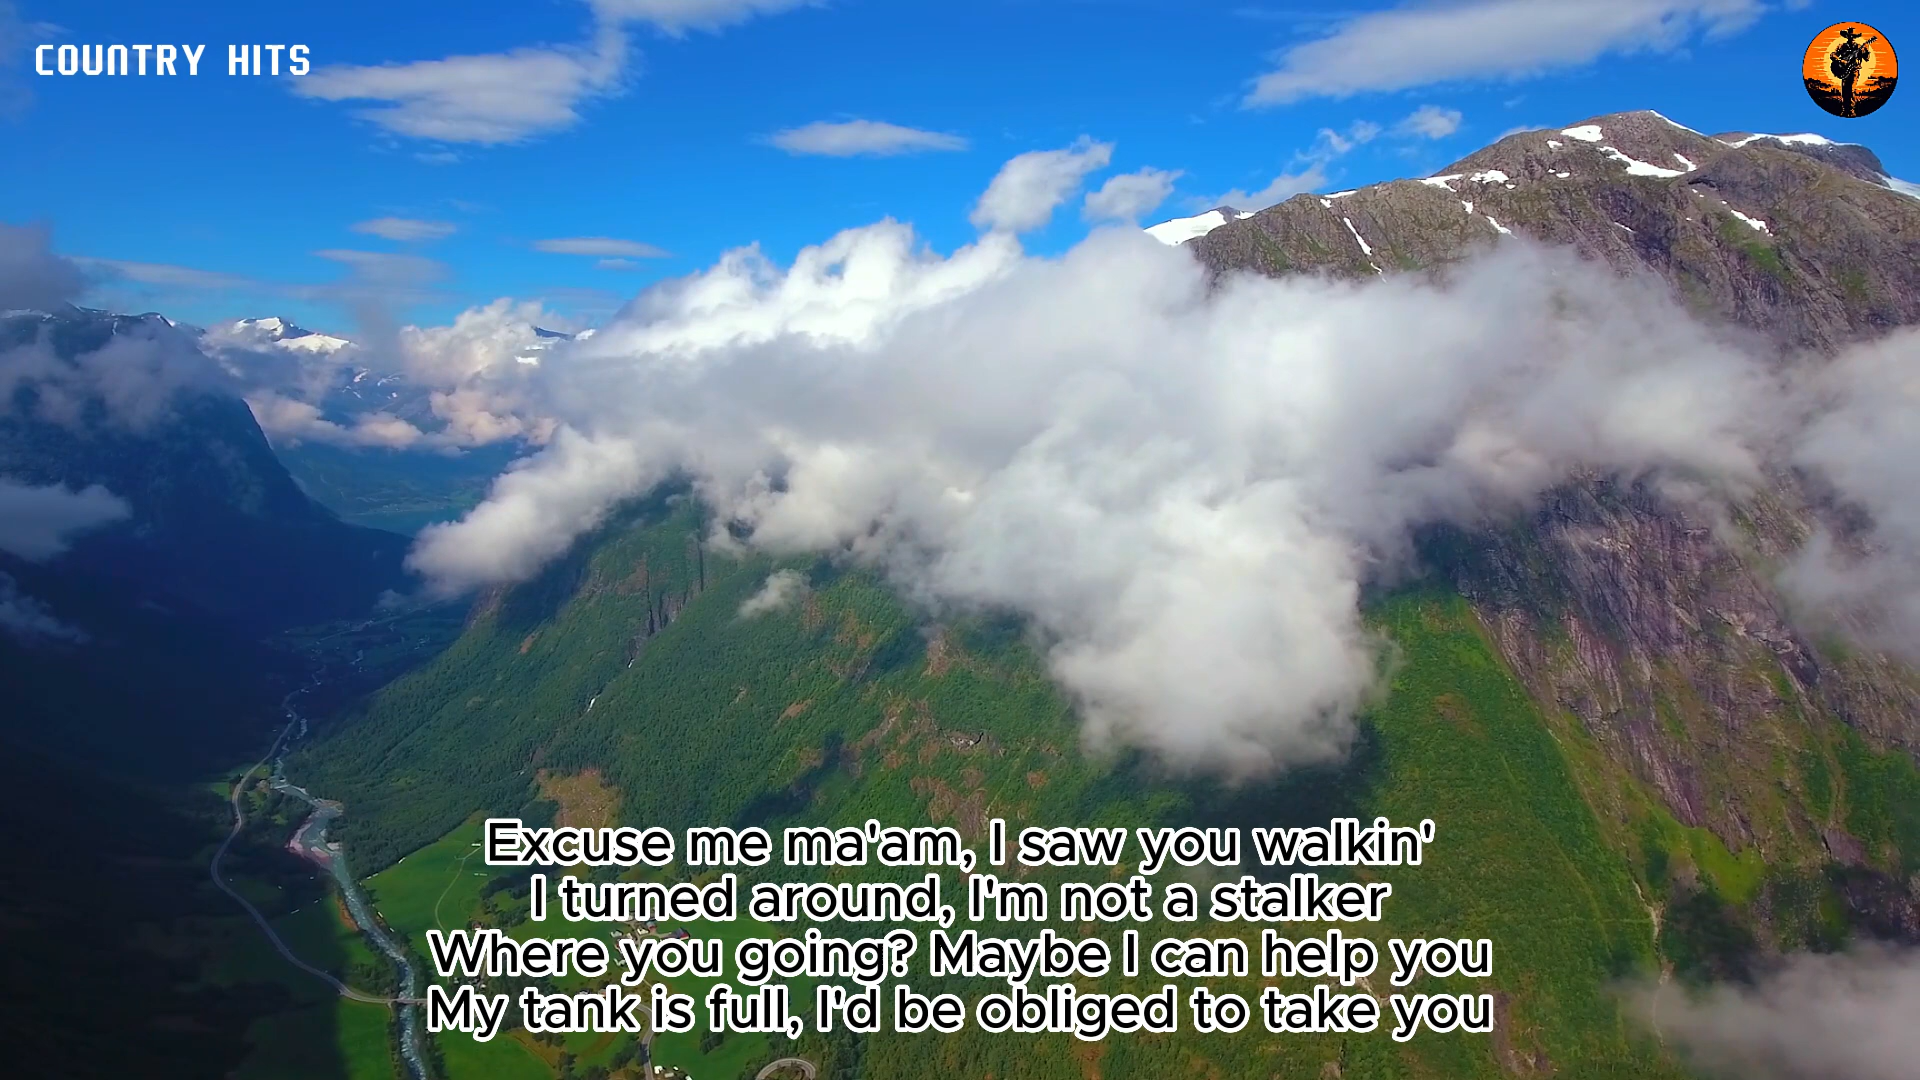 COUNTRY HITS
Excuse me ma'am, I saw you walkin'
I turned around, I'm not a stalker
Where you going? Maybe I can help you
My tank is full, I'd be obliged to take you